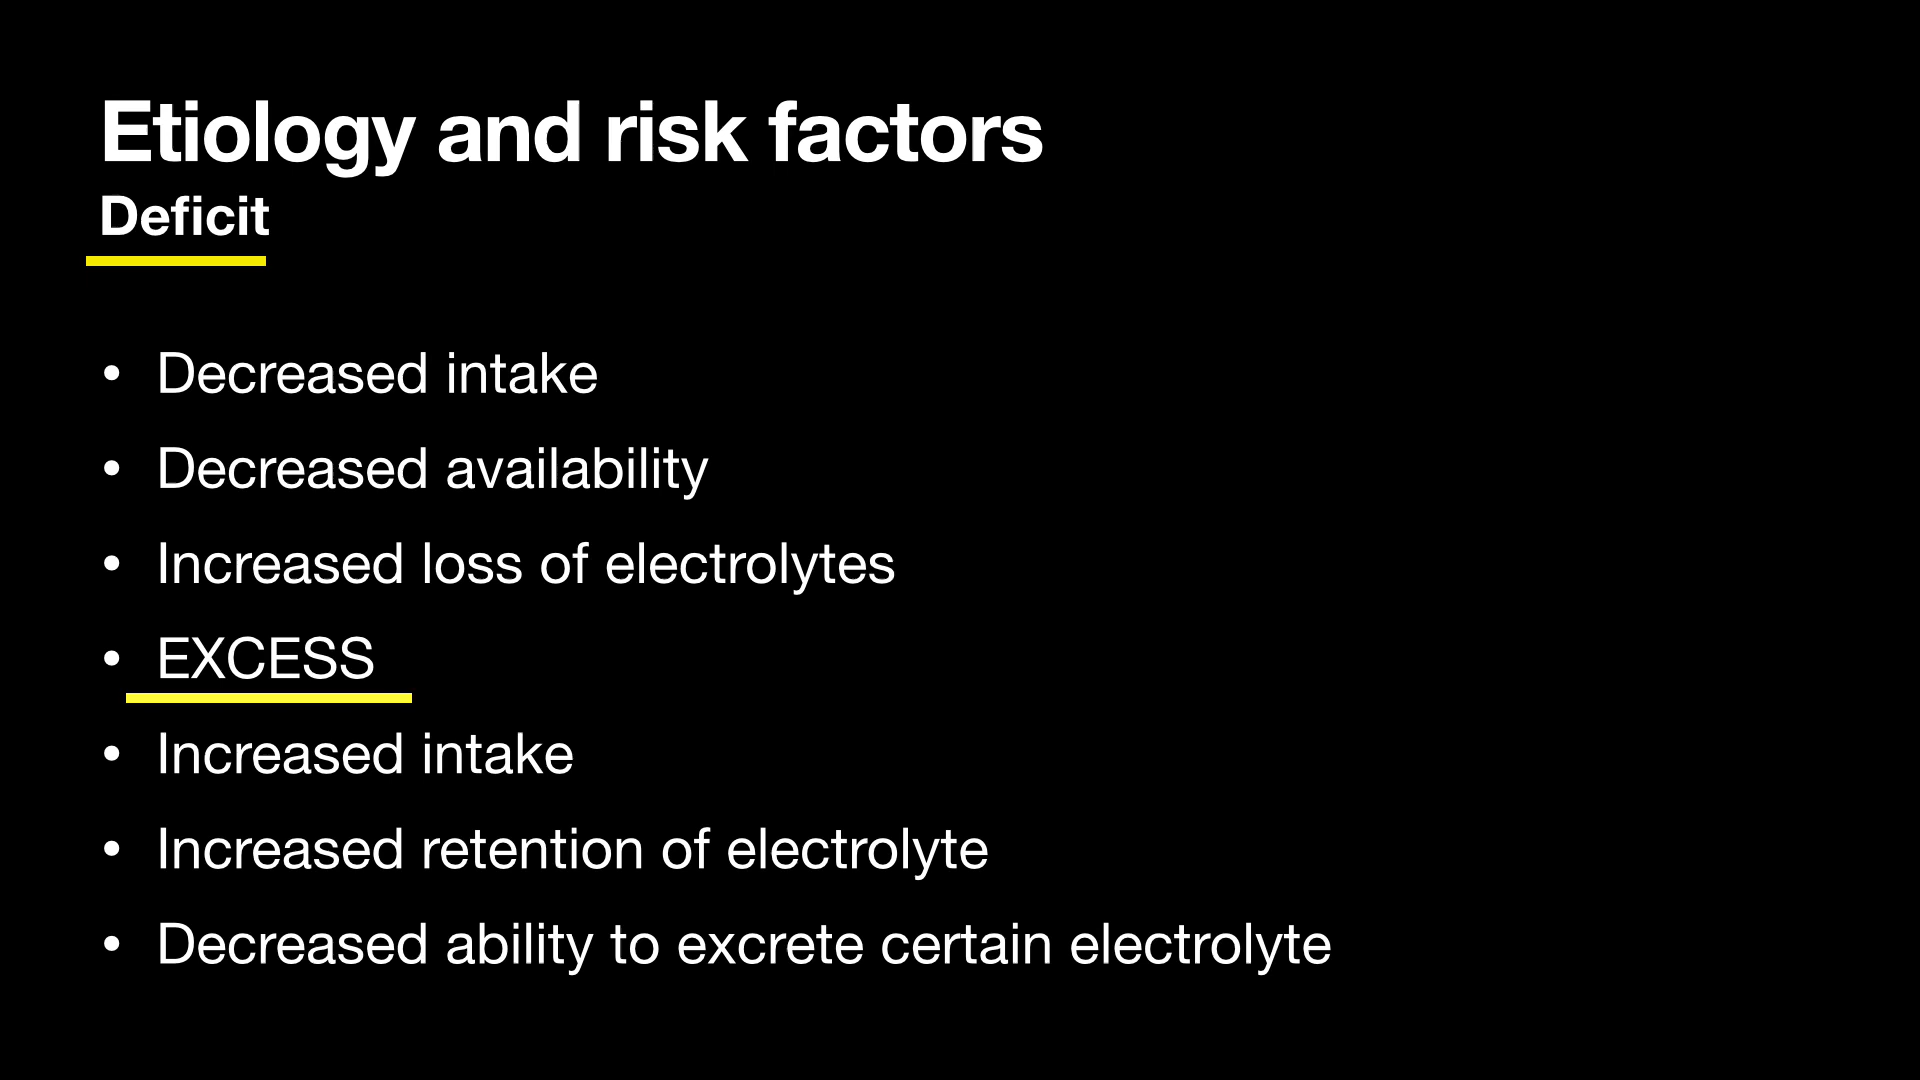 Etiology and risk factors
Deficit
• Decreased intake
• Decreased availability
• Increased loss of electrolytes
• EXCESS
• Increased intake
• Increased retention of electrolyte
• Decreased ability to excrete certain electrolyte